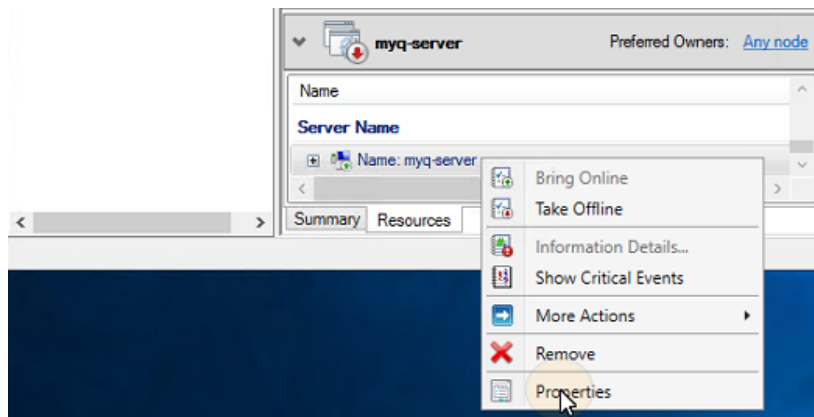 myq-server Preferred Owners: Any node
Name
Server Name
Name: myq-server
Summary Resources
Bring Online
Take Offline
Information Details...
Show Critical Events
More Actions
Remove
Properties